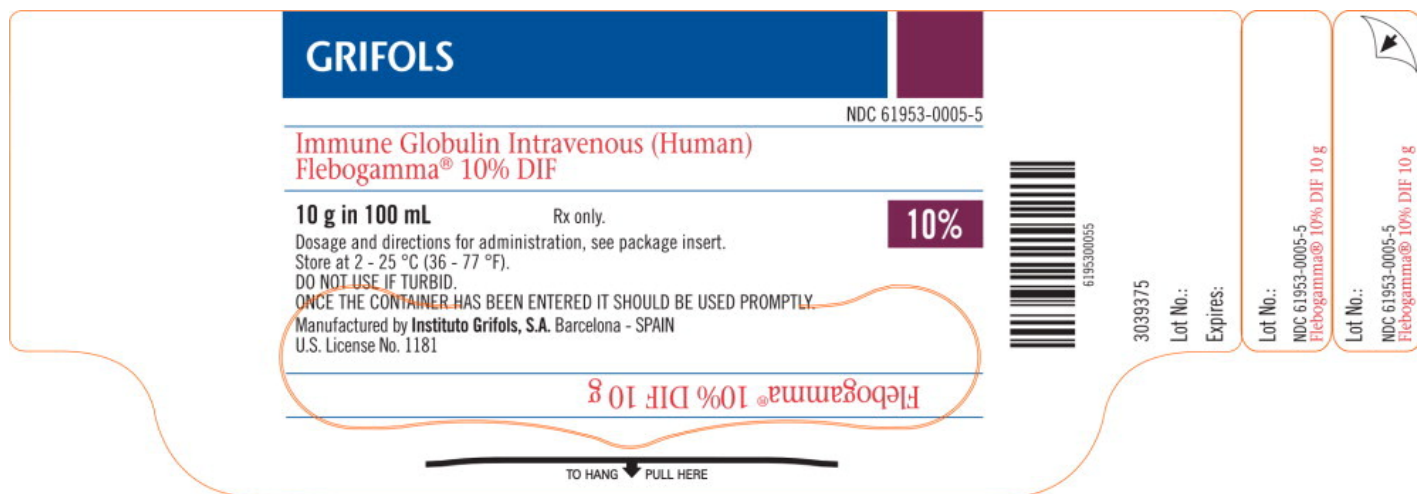 GRIFOLS
NDC 61953-0005-5
Immune Globulin Intravenous (Human)
Flebogamma® 10% DIF
10 g in 100 mL Rx only.
10%
Dosage and directions for administration, see package insert.
Store at 2 - 25 °C (36 - 77 °F).
DO NOT USE IF TURBID.
ONCE THE CONTAINER HAS BEEN ENTERED IT SHOULD BE USED PROMPTLY.
Manufactured by Instituto Grifols, S.A. Barcelona - SPAIN
U.S. License No. 1181
Flebogamma® 10% DIF 10 g
TO HANG PULL HERE
6195300055
3039375
Lot No.:
Expires:
Lot No.:
NDC 61953-0005-5
Flebogamma® 10% DIF 10 g
Lot No.:
NDC 61953-0005-5
Flebogamma® 10% DIF 10 g